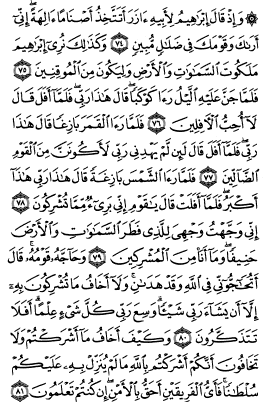 ۞ وَإِذْ قَالَ إِبْرَٰهِيمُ لِأَبِيهِ ءَازَرَ أَتَتَّخِذُ أَصْنَامًا ءَالِهَةً إِنِّىٓ
أَرَىٰكَ وَقَوْمَكَ فِى ضَلَٰلٍ مُّبِينٍ ٧٤ وَكَذَٰلِكَ نُرِىٓ إِبْرَٰهِيمَ
مَلَكُوتَ ٱلسَّمَٰوَٰتِ وَٱلْأَرْضِ وَلِيَكُونَ مِنَ ٱلْمُوقِنِينَ ٧٥
فَلَمَّا جَنَّ عَلَيْهِ ٱلَّيْلُ رَءَا كَوْكَبًا قَالَ هَٰذَا رَبِّى فَلَمَّآ أَفَلَ قَالَ
لَآ أُحِبُّ ٱلْءَافِلِينَ ٧٦ فَلَمَّا رَءَا ٱلْقَمَرَ بَازِغًا قَالَ هَٰذَا
رَبِّى فَلَمَّآ أَفَلَ قَالَ لَئِن لَّمْ يَهْدِنِى رَبِّى لَأَكُونَنَّ مِنَ ٱلْقَوْمِ
ٱلضَّآلِّينَ ٧٧ فَلَمَّا رَءَا ٱلشَّمْسَ بَازِغَةً قَالَ هَٰذَا رَبِّى هَٰذَآ
أَكْبَرُ فَلَمَّآ أَفَلَتْ قَالَ يَٰقَوْمِ إِنِّى بَرِىٓءٌ مِّمَّا تُشْرِكُونَ ٧٨
إِنِّى وَجَّهْتُ وَجْهِىَ لِلَّذِى فَطَرَ ٱلسَّمَٰوَٰتِ وَٱلْأَرْضَ
حَنِيفًا وَمَآ أَنَا۠ مِنَ ٱلْمُشْرِكِينَ ٧٩ وَحَآجَّهُۥ قَوْمُهُۥ قَالَ
أَتُحَٰٓجُّوٓنِّى فِى ٱللَّهِ وَقَدْ هَدَىٰنِ وَلَآ أَخَافُ مَا تُشْرِكُونَ بِهِۦٓ
إِلَّآ أَن يَشَآءَ رَبِّى شَيْـًٔا وَسِعَ رَبِّى كُلَّ شَىْءٍ عِلْمًا أَفَلَا
تَتَذَكَّرُونَ ٨٠ وَكَيْفَ أَخَافُ مَآ أَشْرَكْتُمْ وَلَا
تَخَافُونَ أَنَّكُمْ أَشْرَكْتُم بِٱللَّهِ مَا لَمْ يُنَزِّلْ بِهِۦ عَلَيْكُمْ
سُلْطَٰنًا فَأَىُّ ٱلْفَرِيقَيْنِ أَحَقُّ بِٱلْأَمْنِ إِن كُنتُمْ تَعْلَمُونَ ٨١